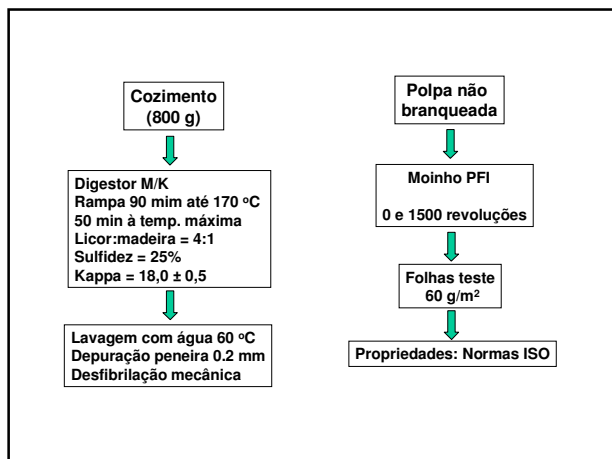 Cozimento
(800 g)
Digestor M/K
Rampa 90 mim até 170 ºC
50 min à temp. máxima
Licor:madeira = 4:1
Sulfidez = 25%
Kappa = 18,0 ± 0,5
Lavagem com água 60 ºC
Depuração peneira 0.2 mm
Desfibrilação mecânica
Polpa não
branqueada
Moinho PFI
0 e 1500 revoluções
Folhas teste
60 g/m²
Propriedades: Normas ISO